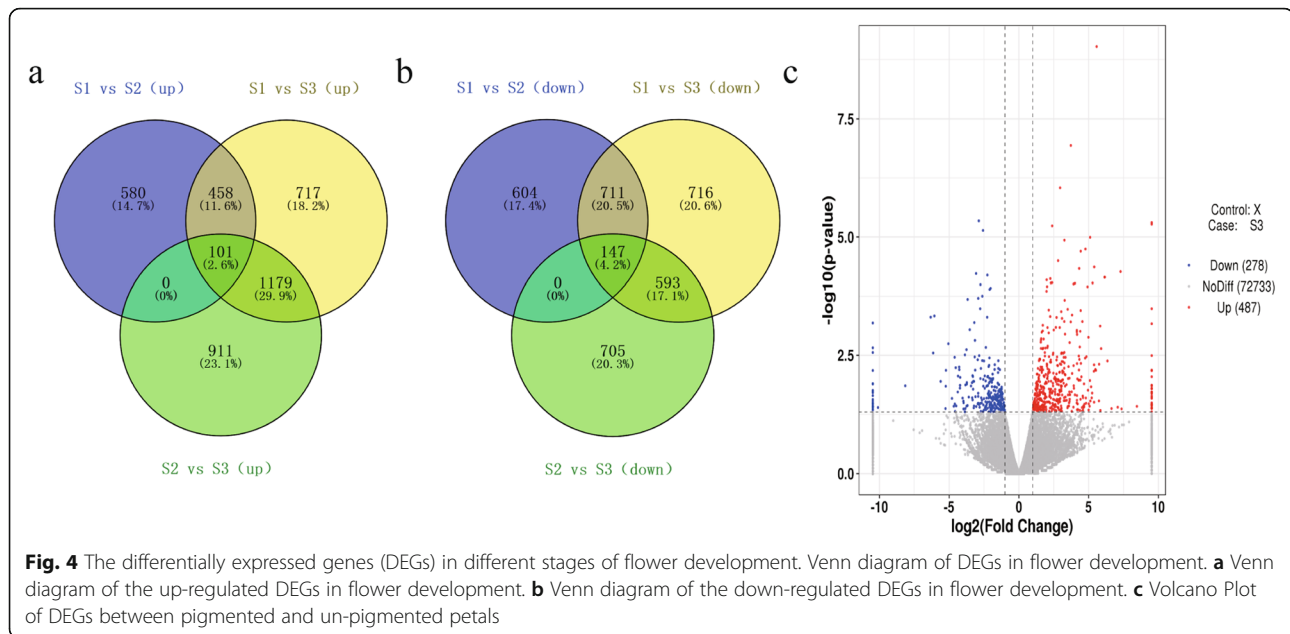 a
S1 vs S2 (up)
S1 vs S3 (up)
580
(14.7%)
458
(11.6%)
717
(18.2%)
101
(2.6%)
0
(0%)
1179
(29.9%)
911
(23.1%)
S2 vs S3 (up)
b
S1 vs S2 (down)
S1 vs S3 (down)
604
(17.4%)
711
(20.5%)
716
(20.6%)
147
(4.2%)
0
(0%)
593
(17.1%)
705
(20.3%)
S2 vs S3 (down)
c
-log10(p-value)
7.5
5.0
2.5
0.0
-10
-5
0
5
10
log2(Fold Change)
Control: X
Case: S3
Down (278)
NoDiff (72733)
Up (487)
Fig. 4 The differentially expressed genes (DEGs) in different stages of flower development. Venn diagram of DEGs in flower development. a Venn
diagram of the up-regulated DEGs in flower development. b Venn diagram of the down-regulated DEGs in flower development. c Volcano Plot
of DEGs between pigmented and un-pigmented petals